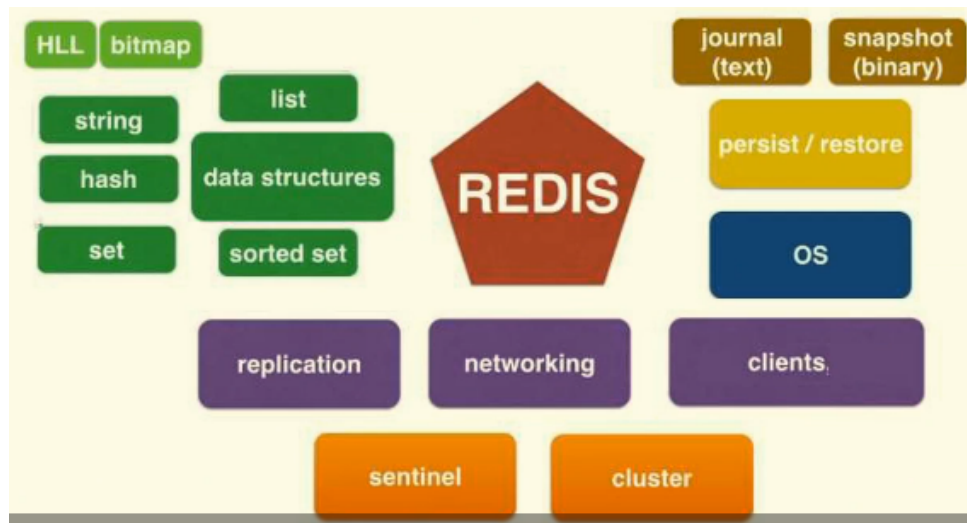 HLL
bitmap
journal
(text)
snapshot
(binary)
list
string
persist / restore
hash
data structures
REDIS
set
sorted set
OS
replication
networking
clients,
sentinel
cluster